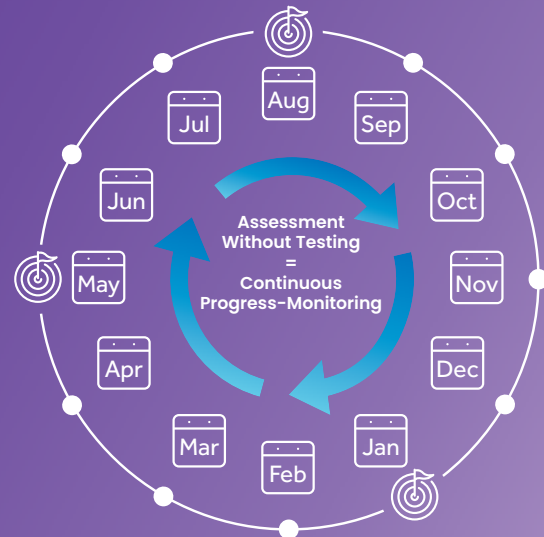 Aug
Sep
Oct
Nov
Dec
Jan
Feb
Mar
Apr
May
Jun
Jul
Assessment
Without Testing
=
Continuous
Progress-Monitoring